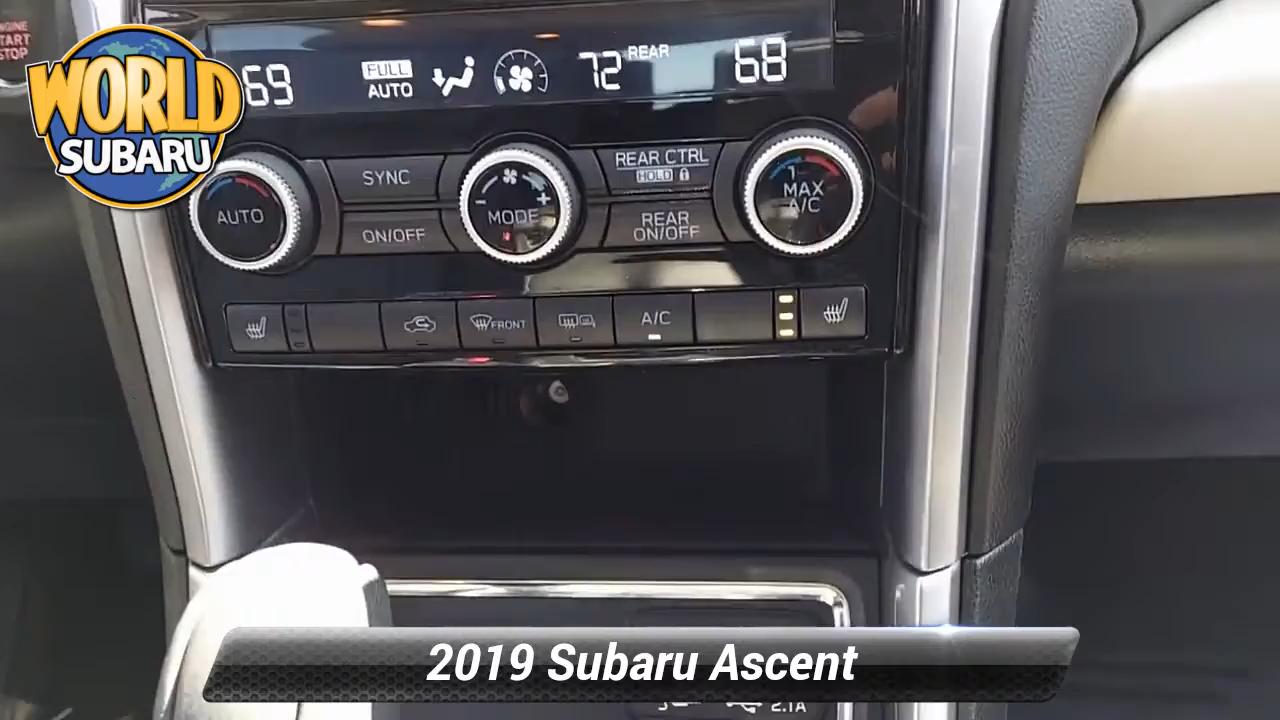 ENGINE
START
STOP
WORLD
SUBARU
69
FULL
AUTO
72 REAR
68
AUTO
SYNC
ON/OFF
MODE
REAR CTRL
HOLD
REAR
ON/OFF
MAX
A/C
FRONT
A/C
2019 Subaru Ascent
2.1A